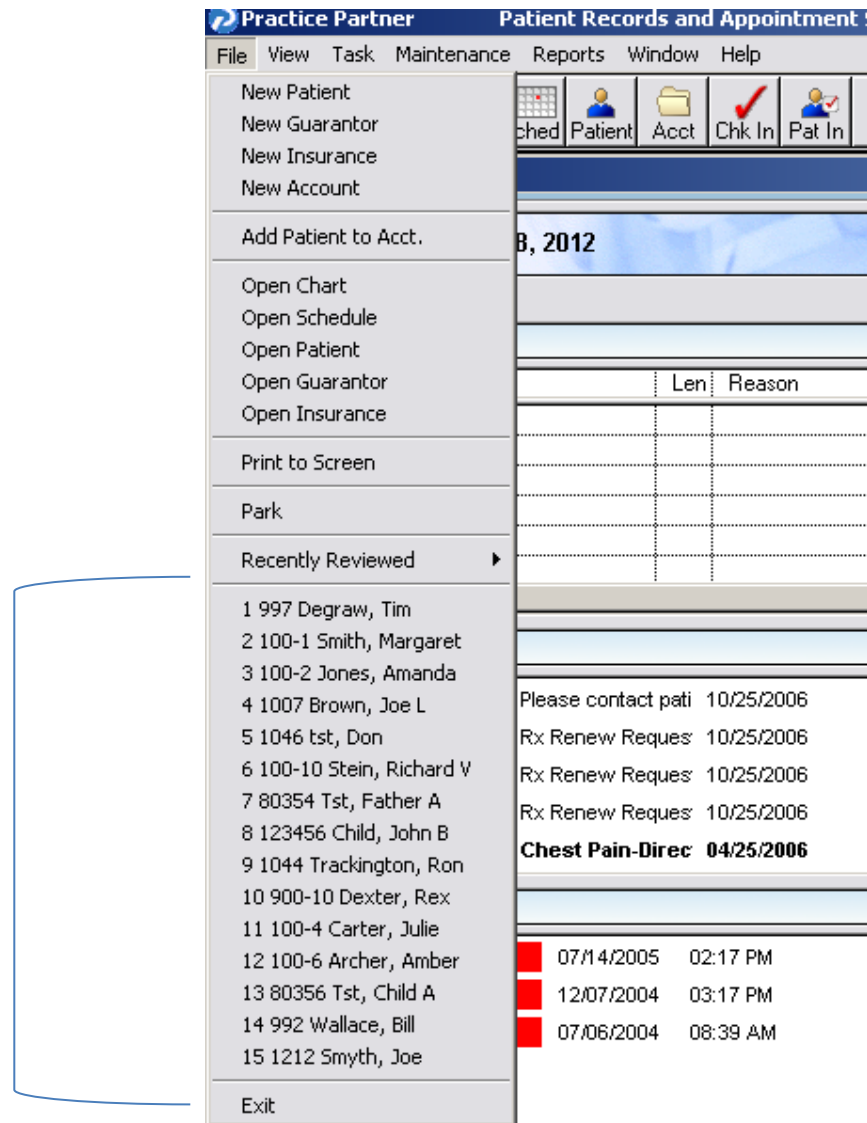 Practice Partner Patient Records and Appointment
File View Task Maintenance Reports Window Help
ched Patient Acct Chk In Pat In
New Patient
New Guarantor
New Insurance
New Account
Add Patient to Acct.
8, 2012
Open Chart
Open Schedule
Open Patient
Open Guarantor
Open Insurance
Len Reason
Print to Screen
Park
Recently Reviewed
1 997 Degraw, Tim
2 100-1 Smith, Margaret
3 100-2 Jones, Amanda
4 1007 Brown, Joe L
5 1046 tst, Don
6 100-10 Stein, Richard V
7 80354 Tst, Father A
8 123456 Child, John B
9 1044 Trackington, Ron
10 900-10 Dexter, Rex
11 100-4 Carter, Julie
12 100-6 Archer, Amber
13 80356 Tst, Child A
14 992 Wallace, Bill
15 1212 Smyth, Joe
Exit
Please contact pati 10/25/2006
Rx Renew Reques 10/25/2006
Rx Renew Reques 10/25/2006
Rx Renew Reques 10/25/2006
Chest Pain-Direc 04/25/2006
07/14/2005 02:17 PM
12/07/2004 03:17 PM
07/06/2004 08:39 AM